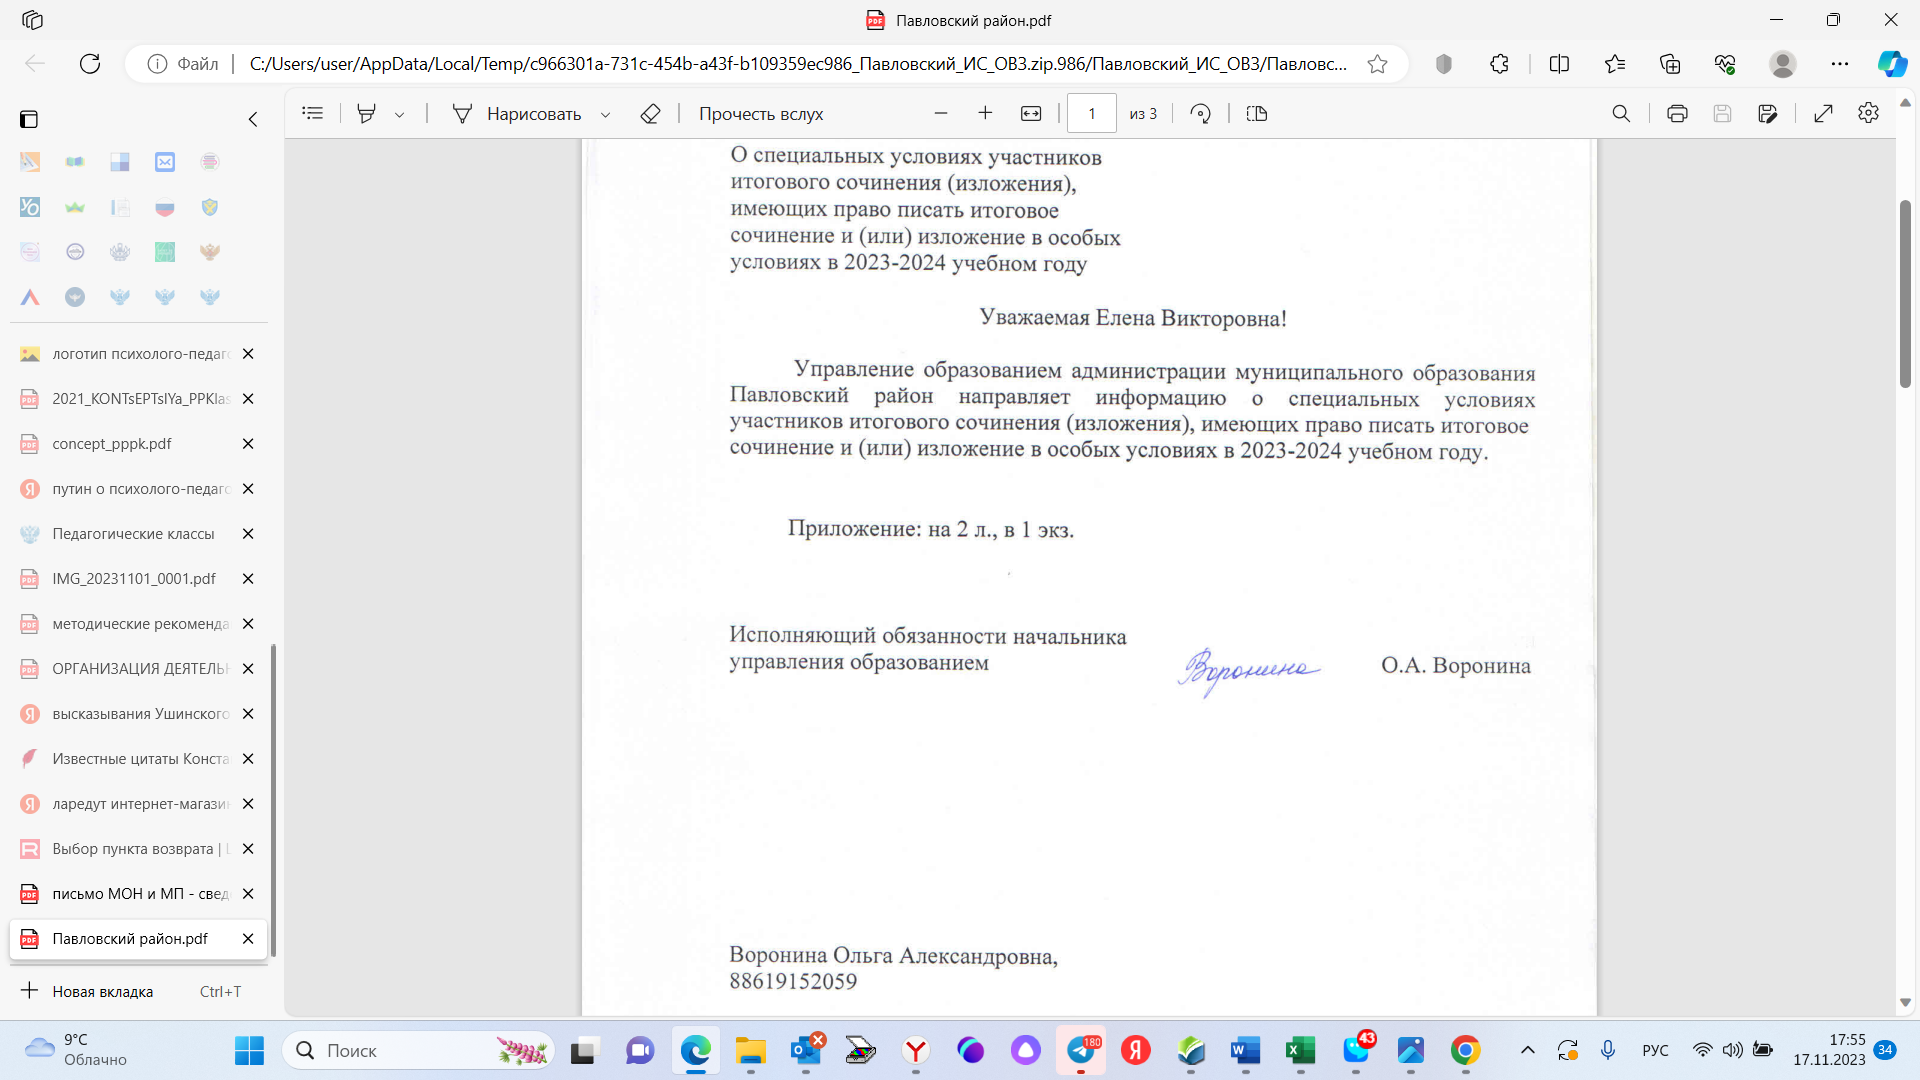 Павловский район.pdf
Файл
C:/Users/user/AppData/Local/Temp/c966301a-731c-454b-a43f-b109359ec986_Павловский_ИС_ОВЗ.zip.986/Павловский_ИС_ОВЗ/Павловс...
Нарисовать
Прочесть вслух
1
из 3
логотип психолого-педаго
2021_KONTsEPTsIYa_PPKlas
concept_pppk.pdf
путин о психолого-педаго
Педагогические классы
IMG_20231101_0001.pdf
методические рекоменда
ОРГАНИЗАЦИЯ ДЕЯТЕЛЬН
высказывания Ушинского
Известные цитаты Конста
ларедут интернет-магазин
Выбор пункта возврата | L
письмо МОН и МП - свед
Павловский район.pdf
Новая вкладка
Ctrl+T
О специальных условиях участников
итогового сочинения (изложения),
имеющих право писать итоговое
сочинение и (или) изложение в особых
условиях в 2023-2024 учебном году
Уважаемая Елена Викторовна!
Управление образованием администрации муниципального образования
Павловский район направляет информацию о специальных условиях
участников итогового сочинения (изложения), имеющих право писать итоговое
сочинение и (или) изложение в особых условиях в 2023-2024 учебном году.
Приложение: на 2 л., в 1 экз.
Исполняющий обязанности начальника
управления образованием
Воронина
О.А. Воронина
Воронина Ольга Александровна,
88619152059
9°C
Облачно
Поиск
180
43
РУС
17:55
17.11.2023
34